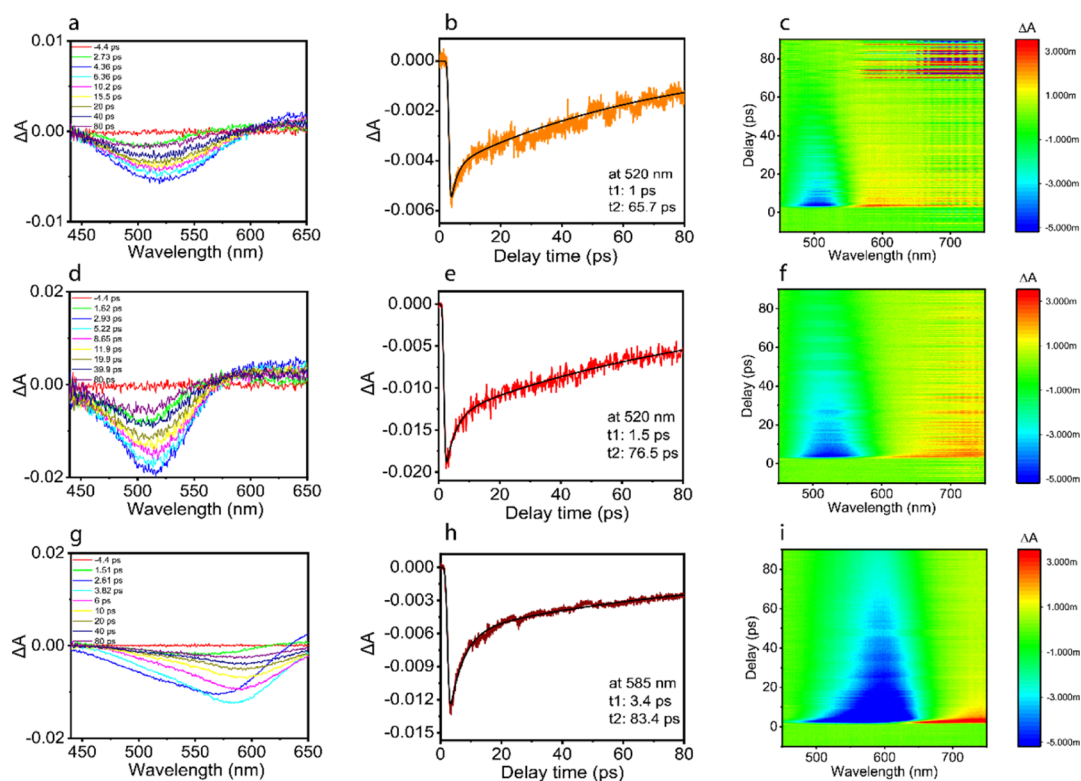 a
0.01
0.00
-0.01
-4.4 ps
2.73 ps
4.36 ps
6.36 ps
10.2 ps
15.5 ps
20 ps
40 ps
80 ps
450 500 550 600 650
Wavelength (nm)
ΔA
b
0.000
-0.002
-0.004
-0.006
at 520 nm
t1: 1 ps
t2: 65.7 ps
0 20 40 60 80
Delay time (ps)
ΔA
c
80
60
40
20
0
500 600 700
Wavelength (nm)
Delay (ps)
ΔA
3.000m
1.000m
-1.000m
-3.000m
-5.000m
d
0.02
0.00
-0.02
-4.4 ps
1.62 ps
2.93 ps
5.22 ps
8.65 ps
11.9 ps
19.9 ps
39.9 ps
80 ps
450 500 550 600 650
Wavelength (nm)
ΔA
e
0.000
-0.005
-0.010
-0.015
-0.020
at 520 nm
t1: 1.5 ps
t2: 76.5 ps
0 20 40 60 80
Delay time (ps)
ΔA
f
80
60
40
20
0
500 600 700
Wavelength (nm)
Delay (ps)
ΔA
3.000m
1.000m
-1.000m
-3.000m
-5.000m
g
0.02
0.00
-0.02
-4.4 ps
1.51 ps
2.61 ps
3.82 ps
6 ps
10 ps
20 ps
40 ps
80 ps
450 500 550 600 650
Wavelength (nm)
ΔA
h
0.000
-0.003
-0.006
-0.009
-0.012
-0.015
at 585 nm
t1: 3.4 ps
t2: 83.4 ps
0 20 40 60 80
Delay time (ps)
ΔA
i
80
60
40
20
0
500 600 700
Wavelength (nm)
Delay (ps)
ΔA
3.000m
1.000m
-1.000m
-3.000m
-5.000m